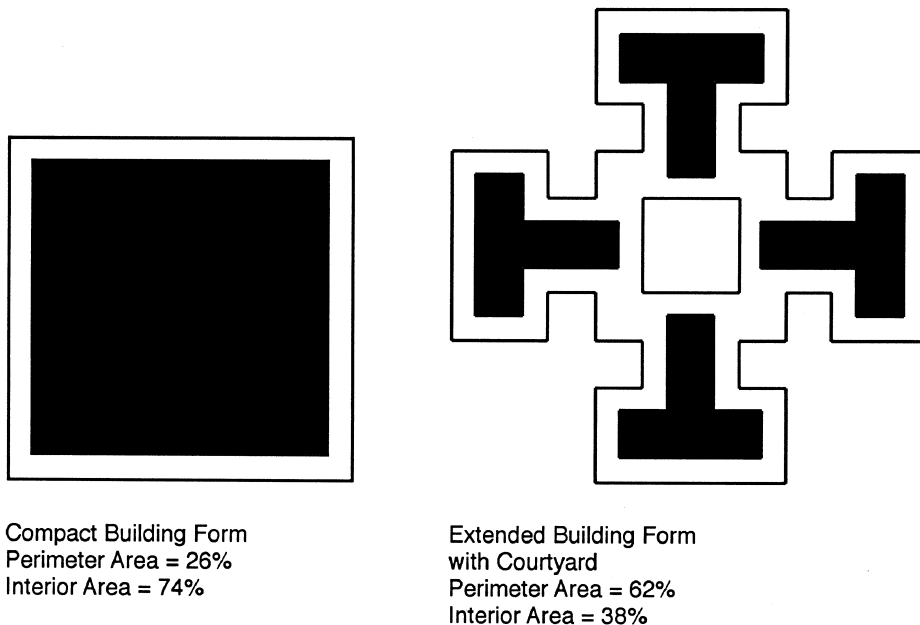 Compact Building Form
Perimeter Area = 26%
Interior Area = 74%
Extended Building Form
with Courtyard
Perimeter Area = 62%
Interior Area = 38%